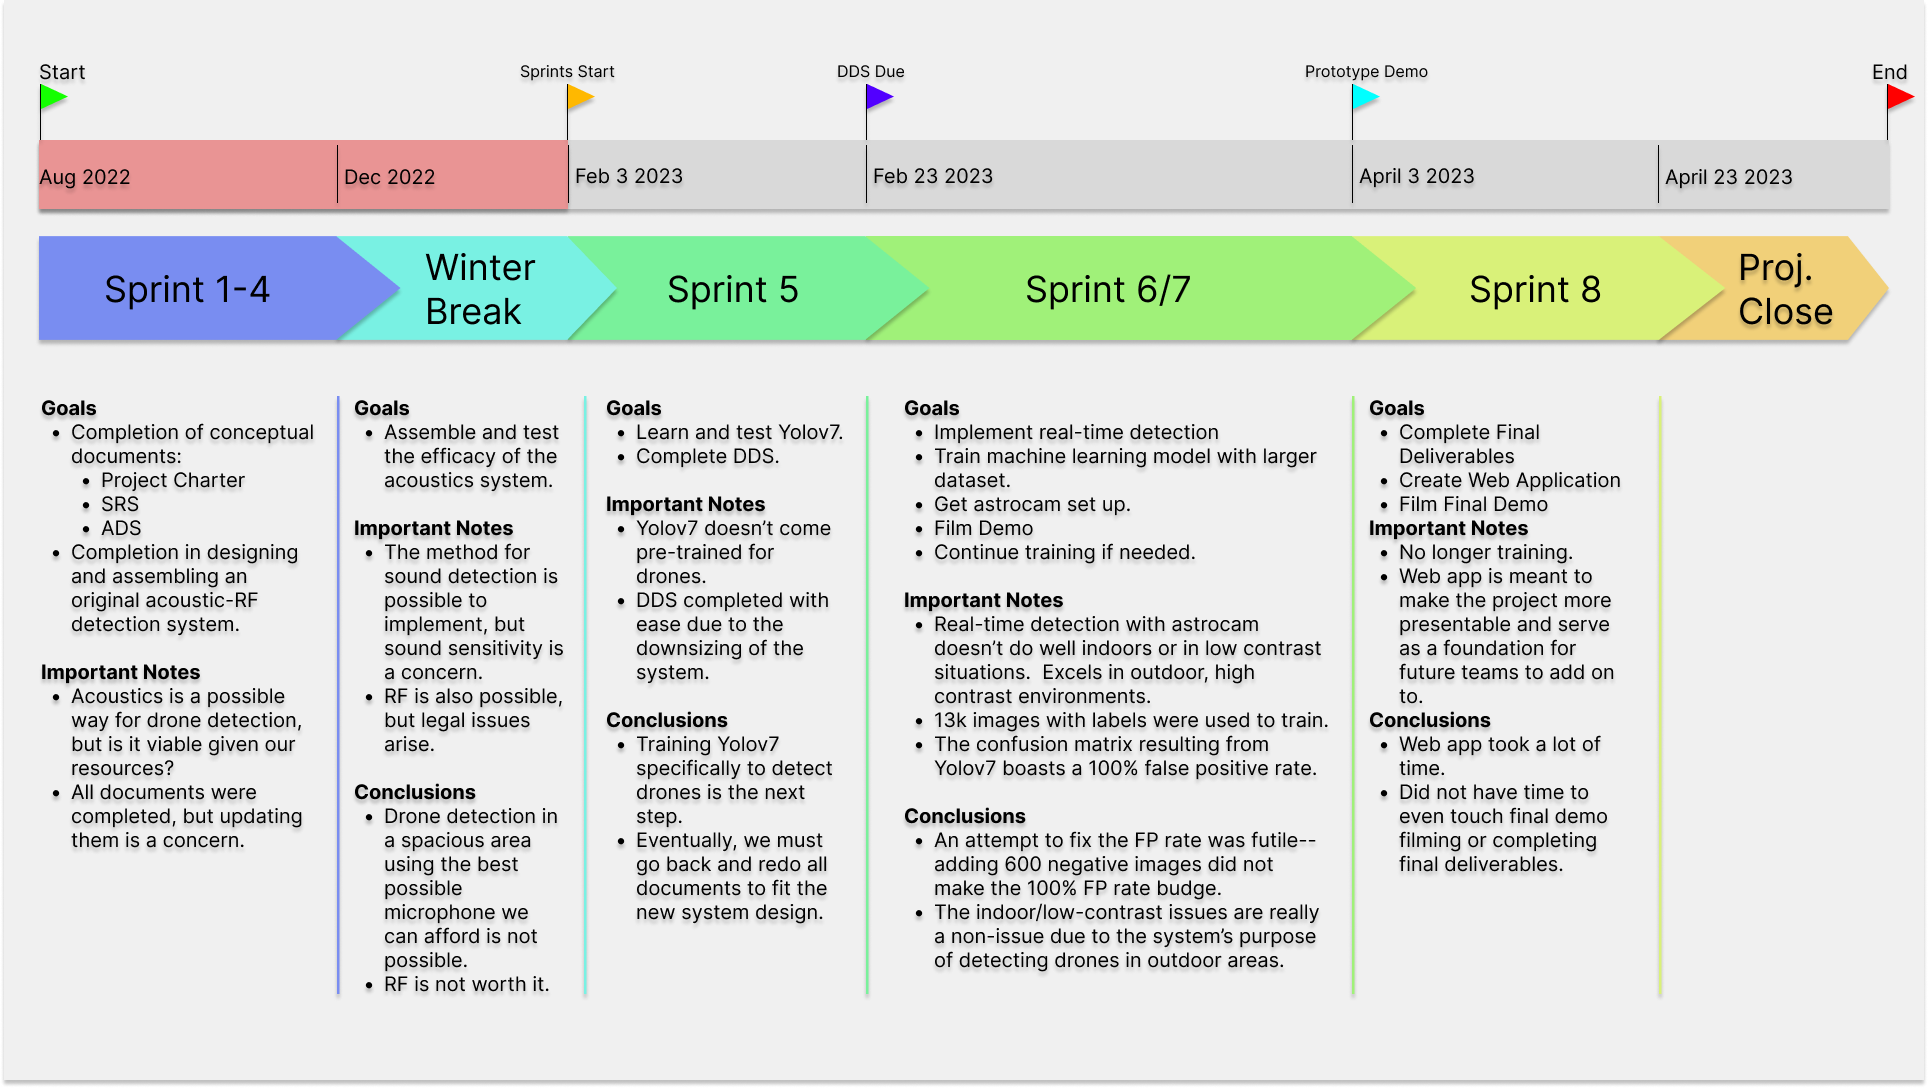 Start
Sprints Start
DDS Due
Prototype Demo
End
Aug 2022
Dec 2022
Feb 3 2023
Feb 23 2023
April 3 2023
April 23 2023
Sprint 1-4
Winter
Break
Sprint 5
Sprint 6/7
Sprint 8
Proj.
Close
Goals
• Completion of conceptual
documents:
• Project Charter
• SRS
• ADS
• Completion in designing
and assembling an
original acoustic-RF
detection system.
Important Notes
• Acoustics is a possible
way for drone detection,
but is it viable given our
resources?
• All documents were
completed, but updating
them is a concern.
Goals
• Assemble and test
the efficacy of the
acoustics system.
Important Notes
• The method for
sound detection is
possible to
implement, but
sound sensitivity is
a concern.
• RF is also possible,
but legal issues
arise.
Conclusions
• Drone detection in
a spacious area
using the best
possible
microphone we
can afford is not
possible.
• RF is not worth it.
Goals
• Learn and test Yolov7.
• Complete DDS.
Important Notes
• Yolov7 doesn’t come
pre-trained for
drones.
• DDS completed with
ease due to the
downsizing of the
system.
Conclusions
• Training Yolov7
specifically to detect
drones is the next
step.
• Eventually, we must
go back and redo all
documents to fit the
new system design.
Goals
• Implement real-time detection
• Train machine learning model with larger
dataset.
• Get astrocam set up.
• Film Demo
• Continue training if needed.
Important Notes
• Real-time detection with astrocam
doesn’t do well indoors or in low contrast
situations.  Excels in outdoor, high
contrast environments.
• 13k images with labels were used to train.
• The confusion matrix resulting from
Yolov7 boasts a 100% false positive rate.
Conclusions
• An attempt to fix the FP rate was futile--
adding 600 negative images did not
make the 100% FP rate budge.
• The indoor/low-contrast issues are really
a non-issue due to the system’s purpose
of detecting drones in outdoor areas.
Goals
• Complete Final
Deliverables
• Create Web Application
• Film Final Demo
Important Notes
• No longer training.
• Web app is meant to
make the project more
presentable and serve
as a foundation for
future teams to add on
to.
Conclusions
• Web app took a lot of
time.
• Did not have time to
even touch final demo
filming or completing
final deliverables.